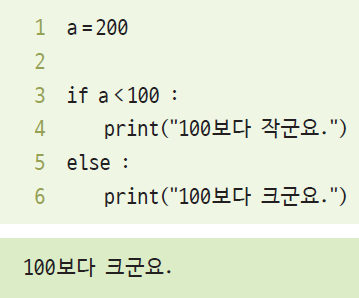 1 a=200
2
3 if a<100 :
4     print("100보다 작군요.")
5 else :
6     print("100보다 크군요.")
100보다 크군요.